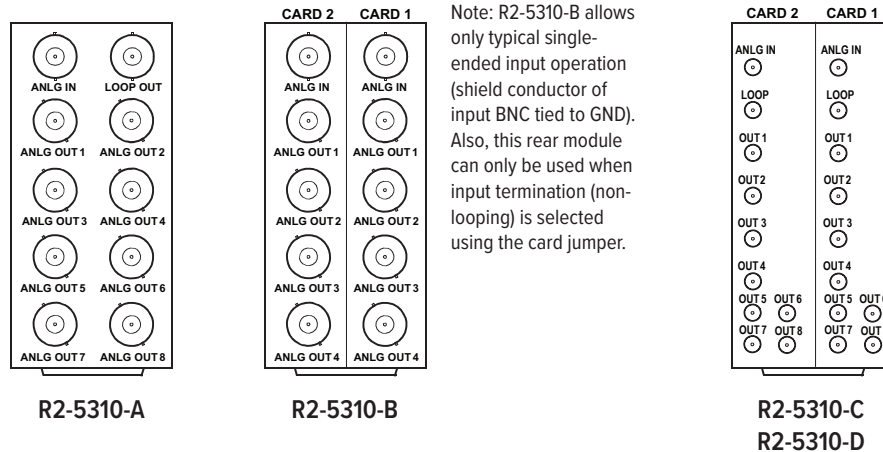 ANLG IN LOOP OUT
ANLG OUT 1 ANLG OUT 2
ANLG OUT 3 ANLG OUT 4
ANLG OUT 5 ANLG OUT 6
ANLG OUT 7 ANLG OUT 8
R2-5310-A
CARD 2 CARD 1
ANLG IN ANLG IN
ANLG OUT 1 ANLG OUT 1
ANLG OUT 2 ANLG OUT 2
ANLG OUT 3 ANLG OUT 3
ANLG OUT 4 ANLG OUT 4
R2-5310-B
Note: R2-5310-B allows
only typical single-
ended input operation
(shield conductor of
input BNC tied to GND).
Also, this rear module
can only be used when
input termination (non-
looping) is selected
using the card jumper.
CARD 2 CARD 1
ANLG IN ANLG IN
LOOP LOOP
OUT 1 OUT 1
OUT 2 OUT 2
OUT 3 OUT 3
OUT 4 OUT 4
OUT 5 OUT 6 OUT 5 OUT
OUT 7 OUT 8 OUT 7 OUT
R2-5310-C
R2-5310-D